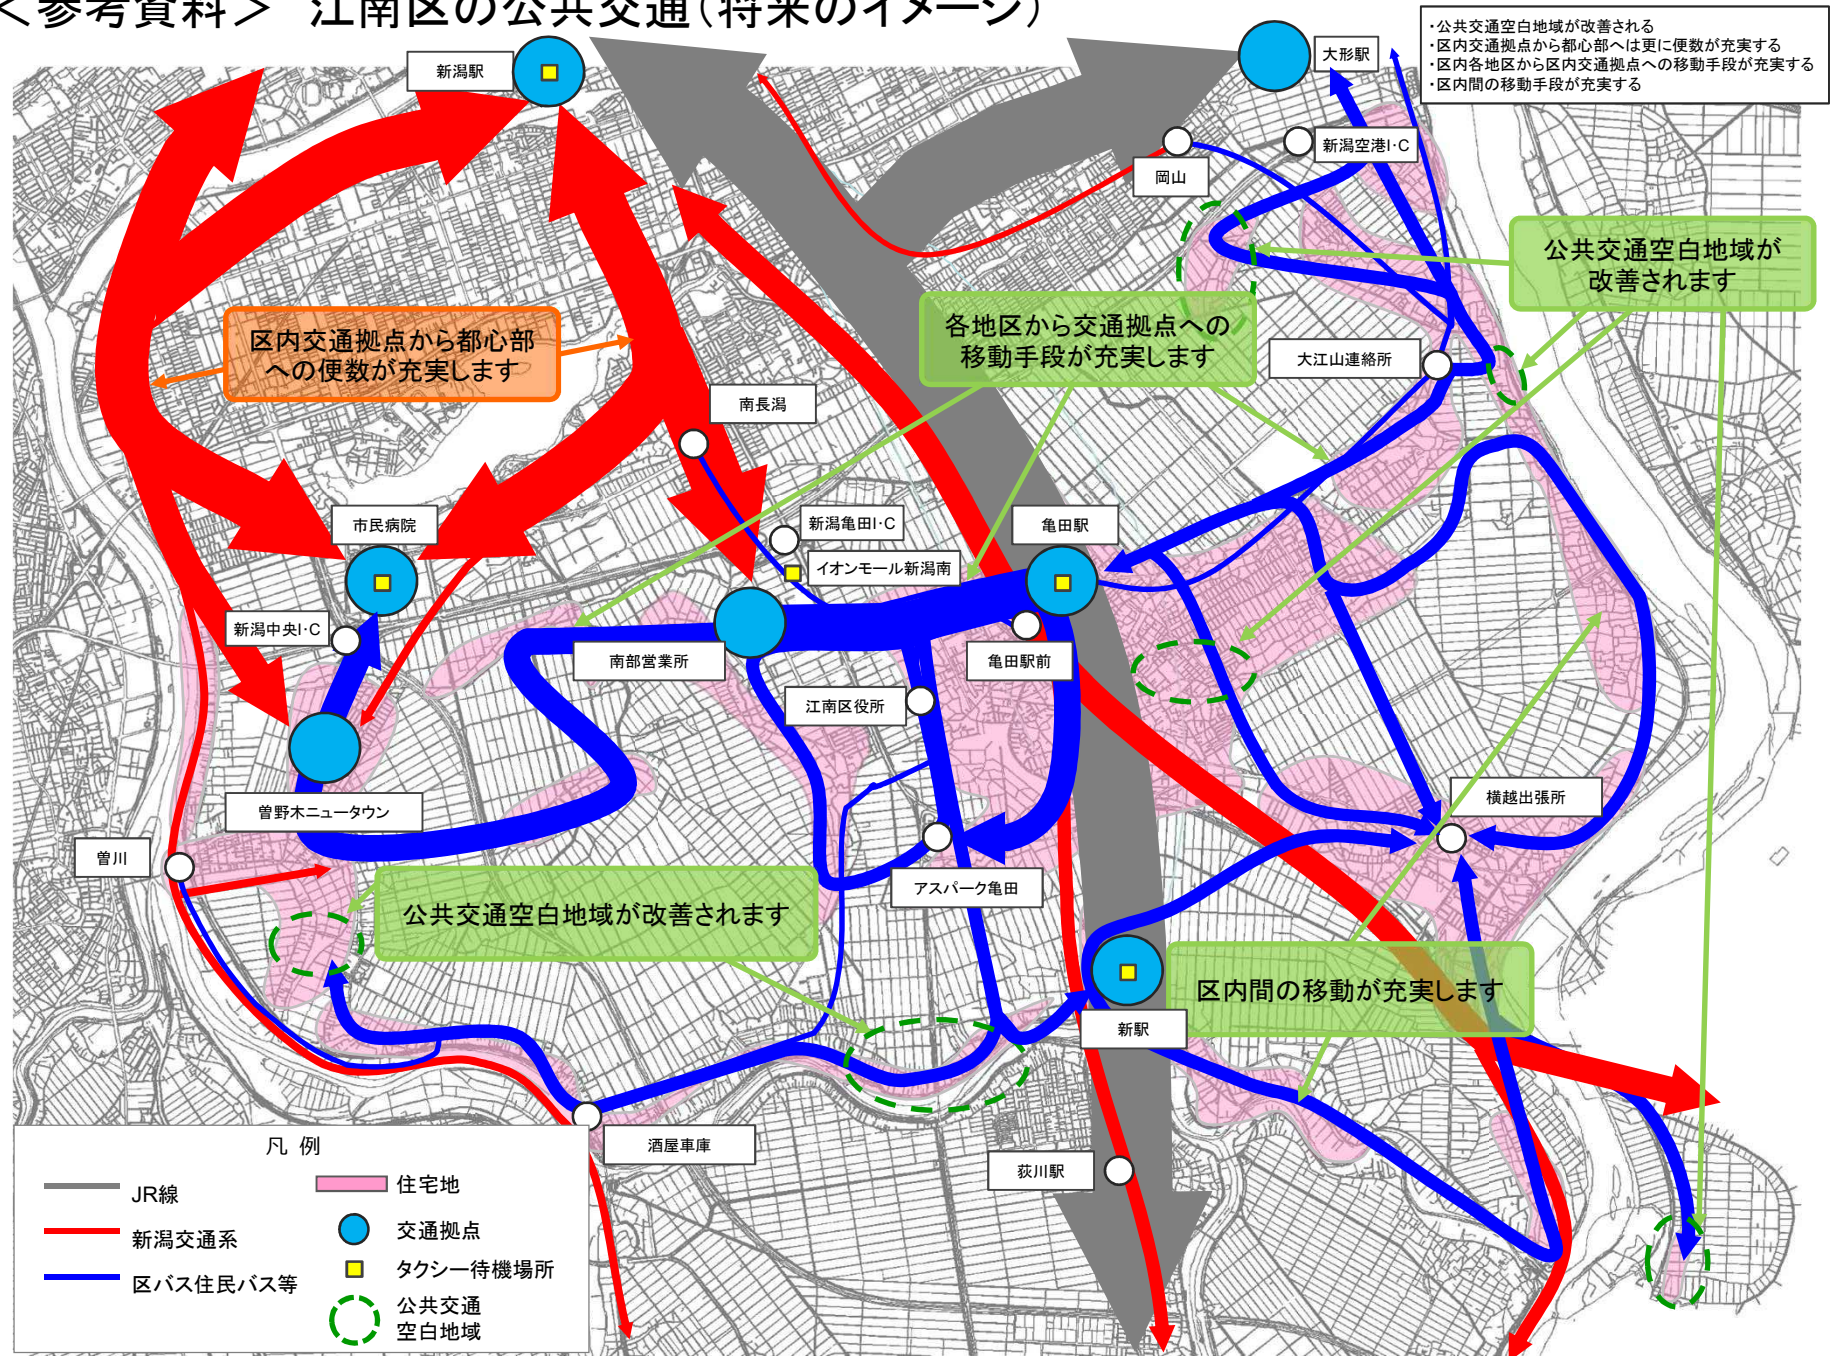 ＜参考資料＞ 江南区の公共交通（将来のイメージ）
・公共交通空白地域が改善される
・区内交通拠点から都心部へは更に便数が充実する
・区内各地区から区内交通拠点への移動手段が充実する
・区内間の移動手段が充実する
新潟駅
大形駅
新潟空港I・C
岡山
公共交通空白地域が
改善されます
各地区から交通拠点への
移動手段が充実します
区内交通拠点から都心部
への便数が充実します
大江山連絡所
南長潟
市民病院
新潟亀田I・C
亀田駅
イオンモール新潟南
新潟中央I・C
南部営業所
亀田駅前
江南区役所
曽野木ニュータウン
横越出張所
曽川
アスパーク亀田
公共交通空白地域が改善されます
区内間の移動が充実します
新駅
酒屋車庫
荻川駅
凡 例
JR線
新潟交通系
区バス住民バス等
住宅地
交通拠点
タクシー待機場所
公共交通
空白地域